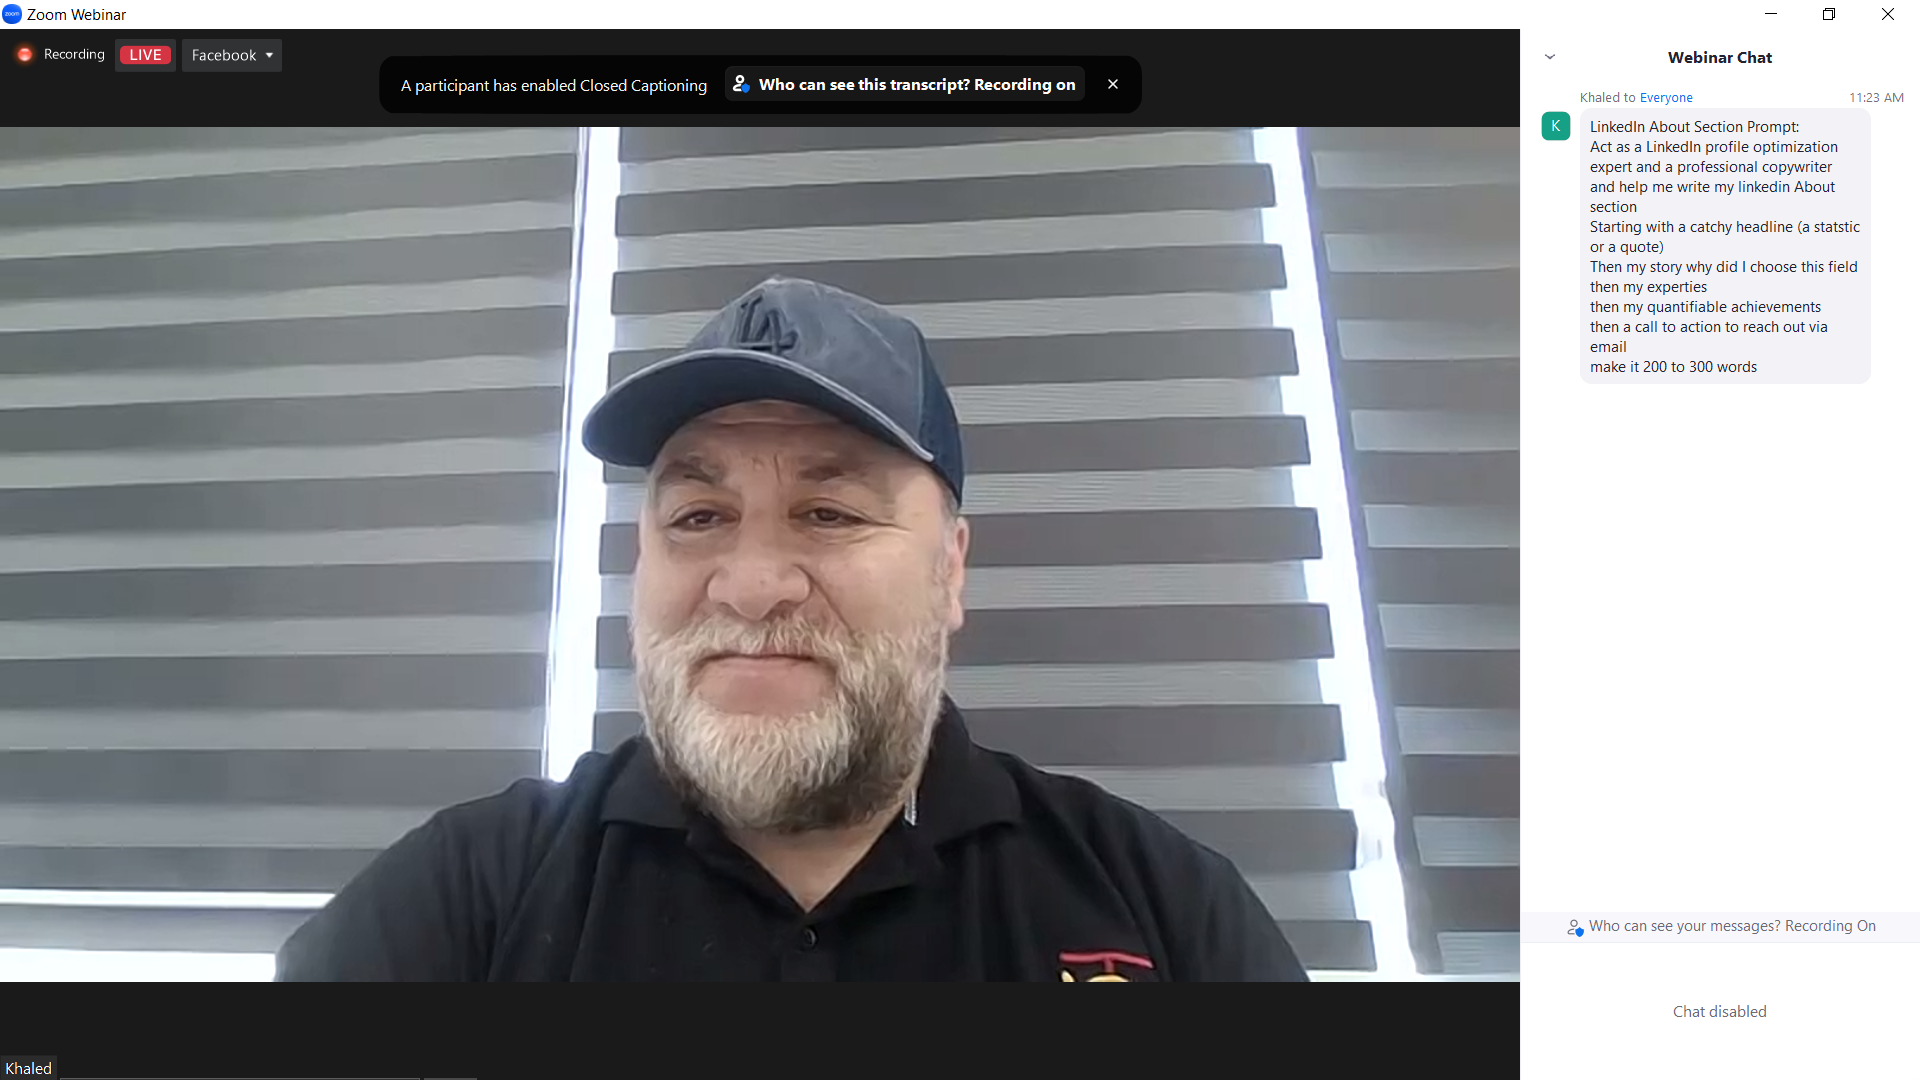 Zoom Webinar
Recording
LIVE
Facebook
A participant has enabled Closed Captioning
Who can see this transcript? Recording on
LA
Khaled
Webinar Chat
Khaled to Everyone
11:23 AM
K
LinkedIn About Section Prompt:
Act as a LinkedIn profile optimization
expert and a professional copywriter
and help me write my linkedin About
section
Starting with a catchy headline (a statstic
or a quote)
Then my story why did I choose this field
then my experties
then my quantifiable achievements
then a call to action to reach out via
email
make it 200 to 300 words
Who can see your messages? Recording On
Chat disabled